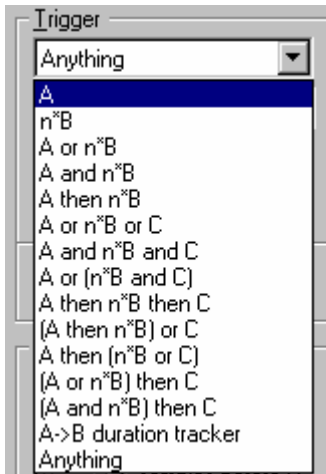 Trigger
Anything
A
n*B
A or n*B
A and n*B
A then n*B
A or n*B or C
A and n*B and C
A or (n*B and C)
A then n*B then C
(A then n*B) or C
A then (n*B or C)
(A or n*B) then C
(A and n*B) then C
A->B duration tracker
Anything